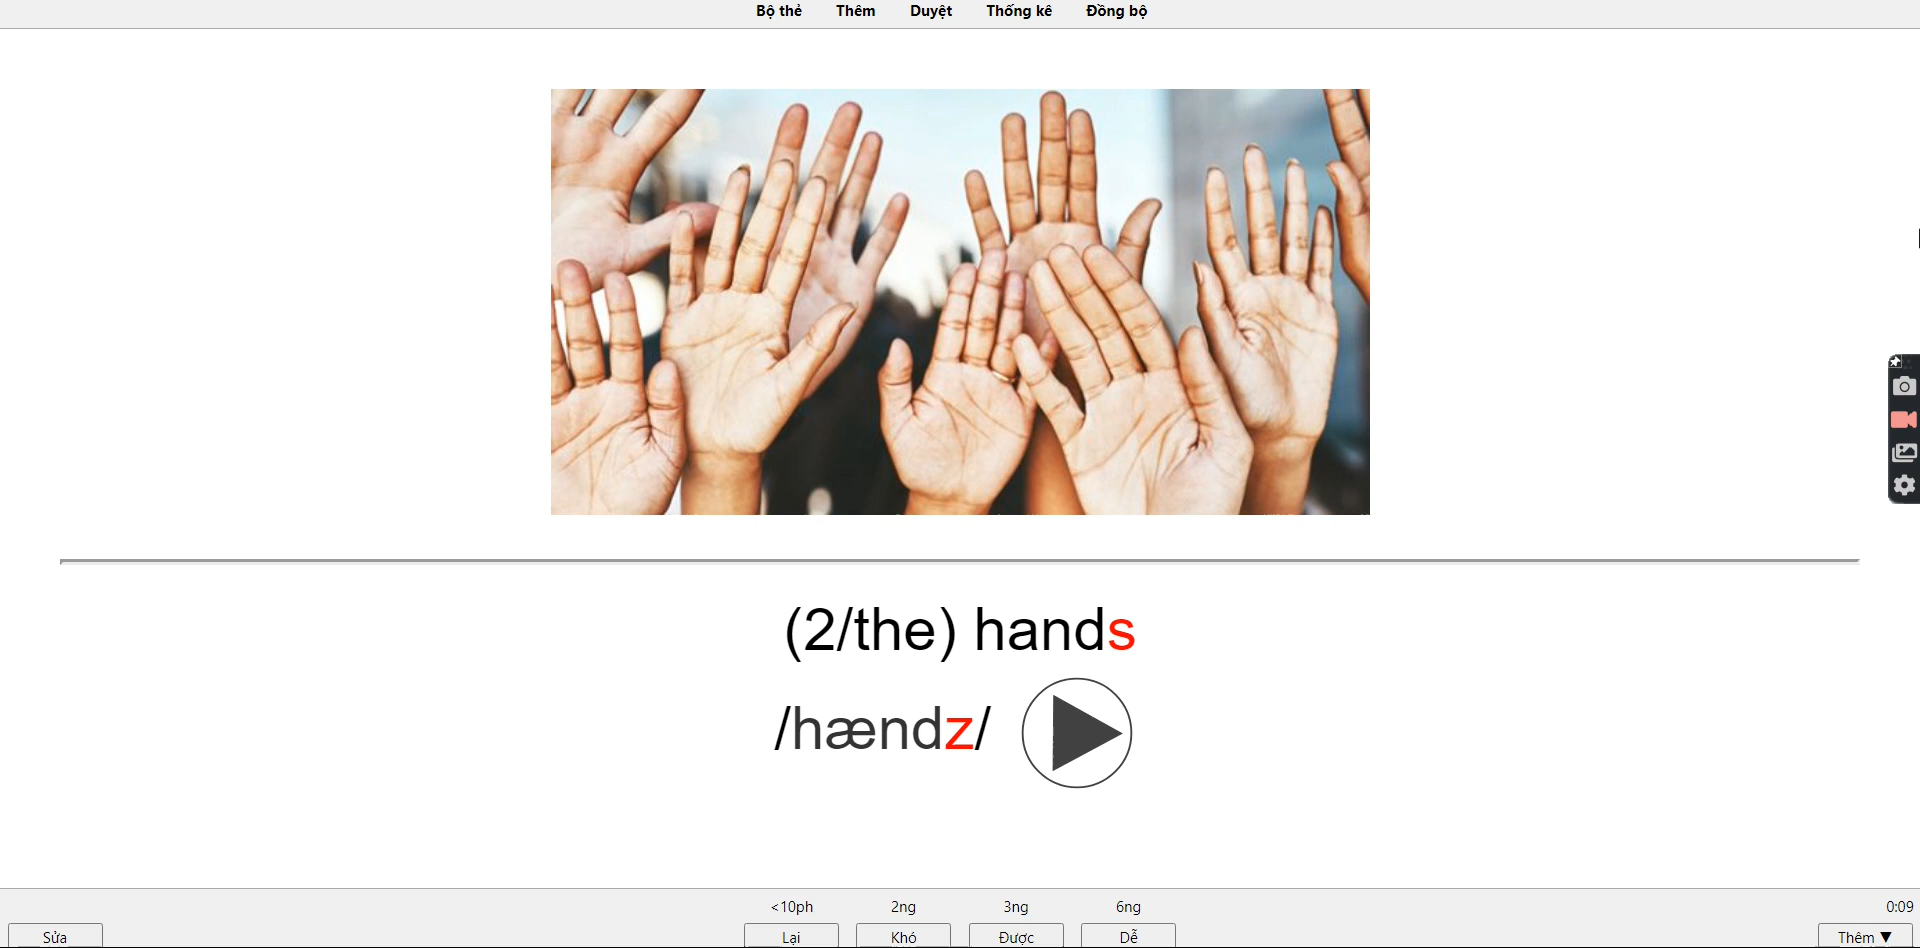 Bộ thẻ Thêm Duyệt Thống kê Đồng bộ
(2/the) hands
/hændz/
<10ph 2ng 3ng 6ng 0:09
Sửa Lại Khó Được Dễ Thêm ▼